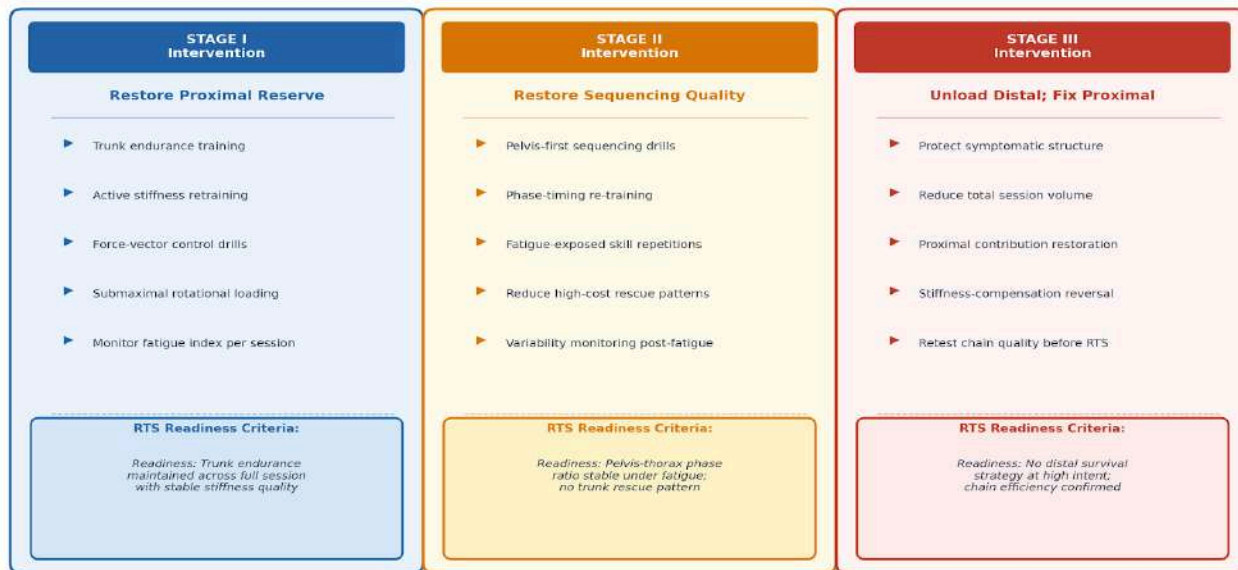 STAGE I
Intervention
Restore Proximal Reserve
► Trunk endurance training
► Active stiffness retraining
► Force-vector control drills
► Submaximal rotational loading
► Monitor fatigue index per session
RTS Readiness Criteria:
Readiness: Trunk endurance
maintained across full session
with stable stiffness quality
STAGE II
Intervention
Restore Sequencing Quality
► Pelvis-first sequencing drills
► Phase-timing re-training
► Fatigue-exposed skill repetitions
► Reduce high-cost rescue patterns
► Variability monitoring post-fatigue
RTS Readiness Criteria:
Readiness: Pelvis-thorax phase
ratio stable under fatigue;
no trunk rescue pattern
STAGE III
Intervention
Unload Distal; Fix Proximal
► Protect symptomatic structure
► Reduce total session volume
► Proximal contribution restoration
► Stiffness-compensation reversal
► Retest chain quality before RTS
RTS Readiness Criteria:
Readiness: No distal survival
strategy at high intent;
chain efficiency confirmed